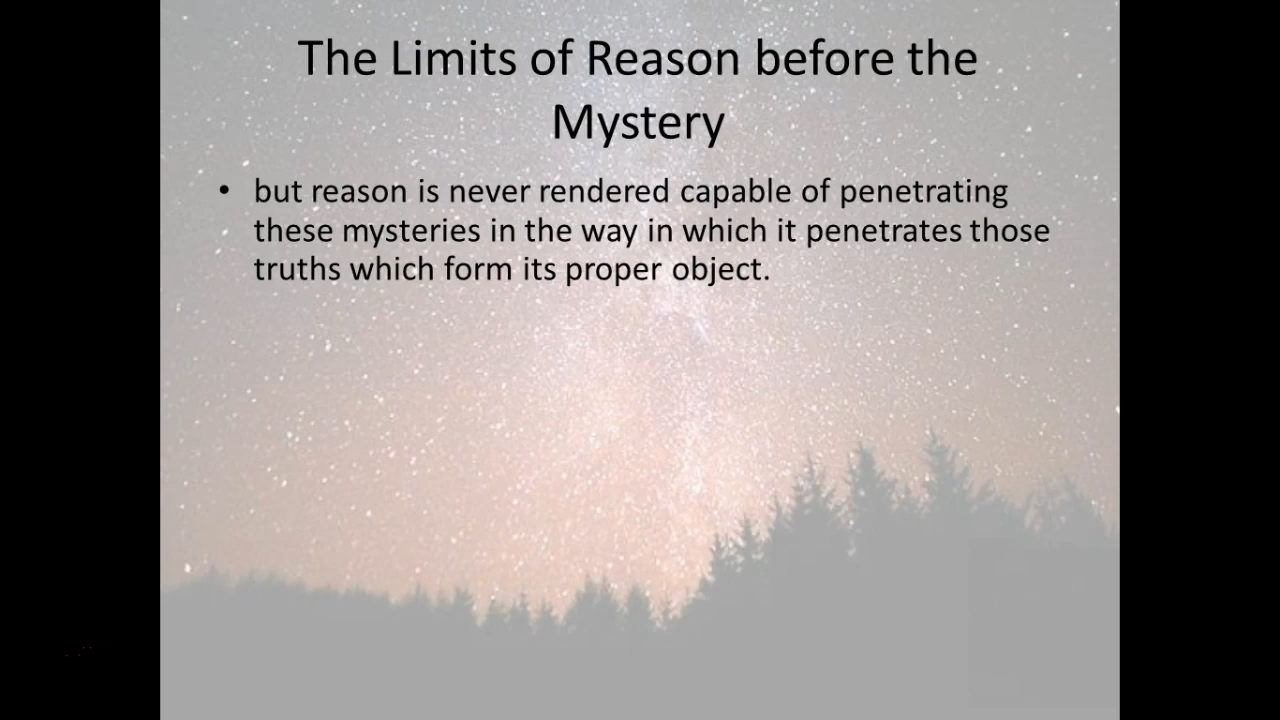 The Limits of Reason before the
Mystery
• but reason is never rendered capable of penetrating
these mysteries in the way in which it penetrates those
truths which form its proper object.